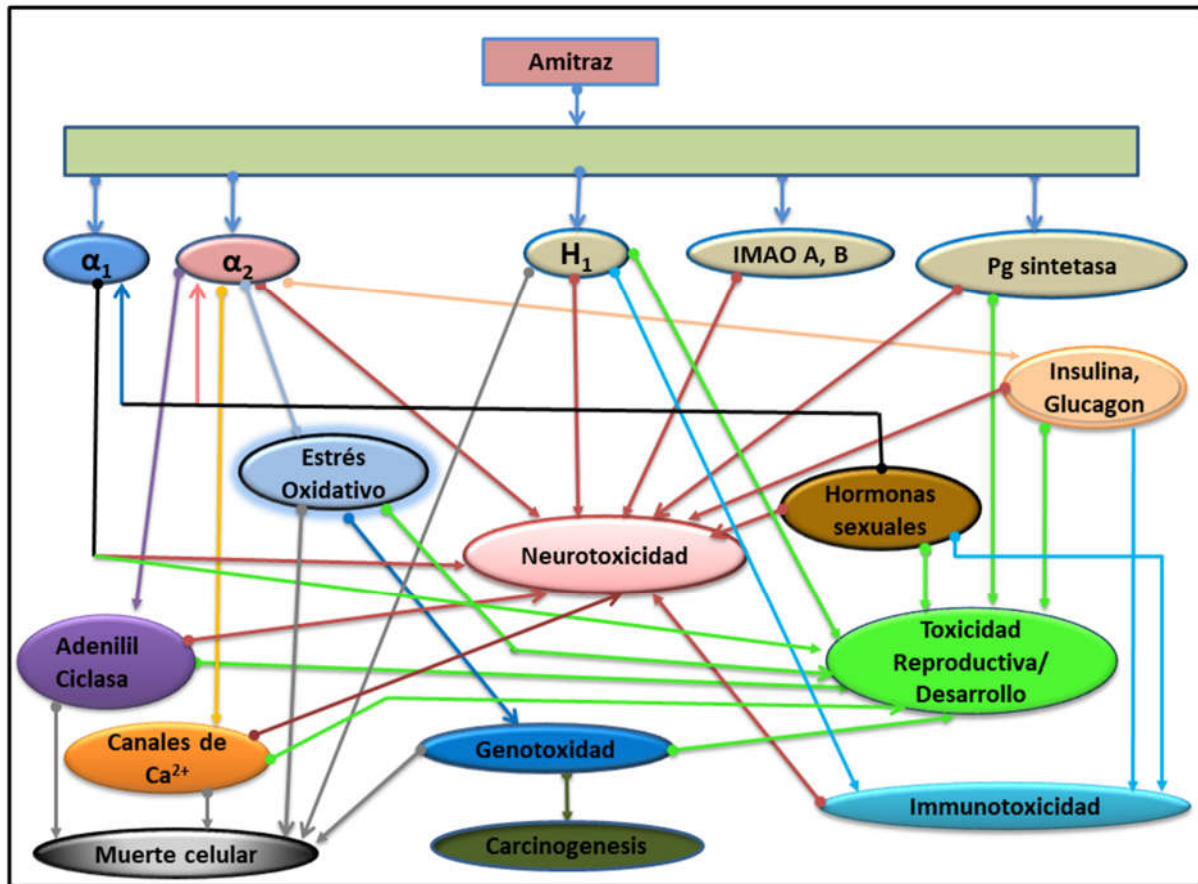 Amitraz
α₁
α₂
H₁
IMAO A, B
Pg sintetasa
Insulina,
Glucagon
Estrés
Oxidativo
Hormonas
sexuales
Neurotoxicidad
Adenilil
Ciclasa
Toxicidad
Reproductiva/
Desarrollo
Canales de
Ca²⁺
Genotoxidad
Immunotoxicidad
Muerte celular
Carcinogenesis